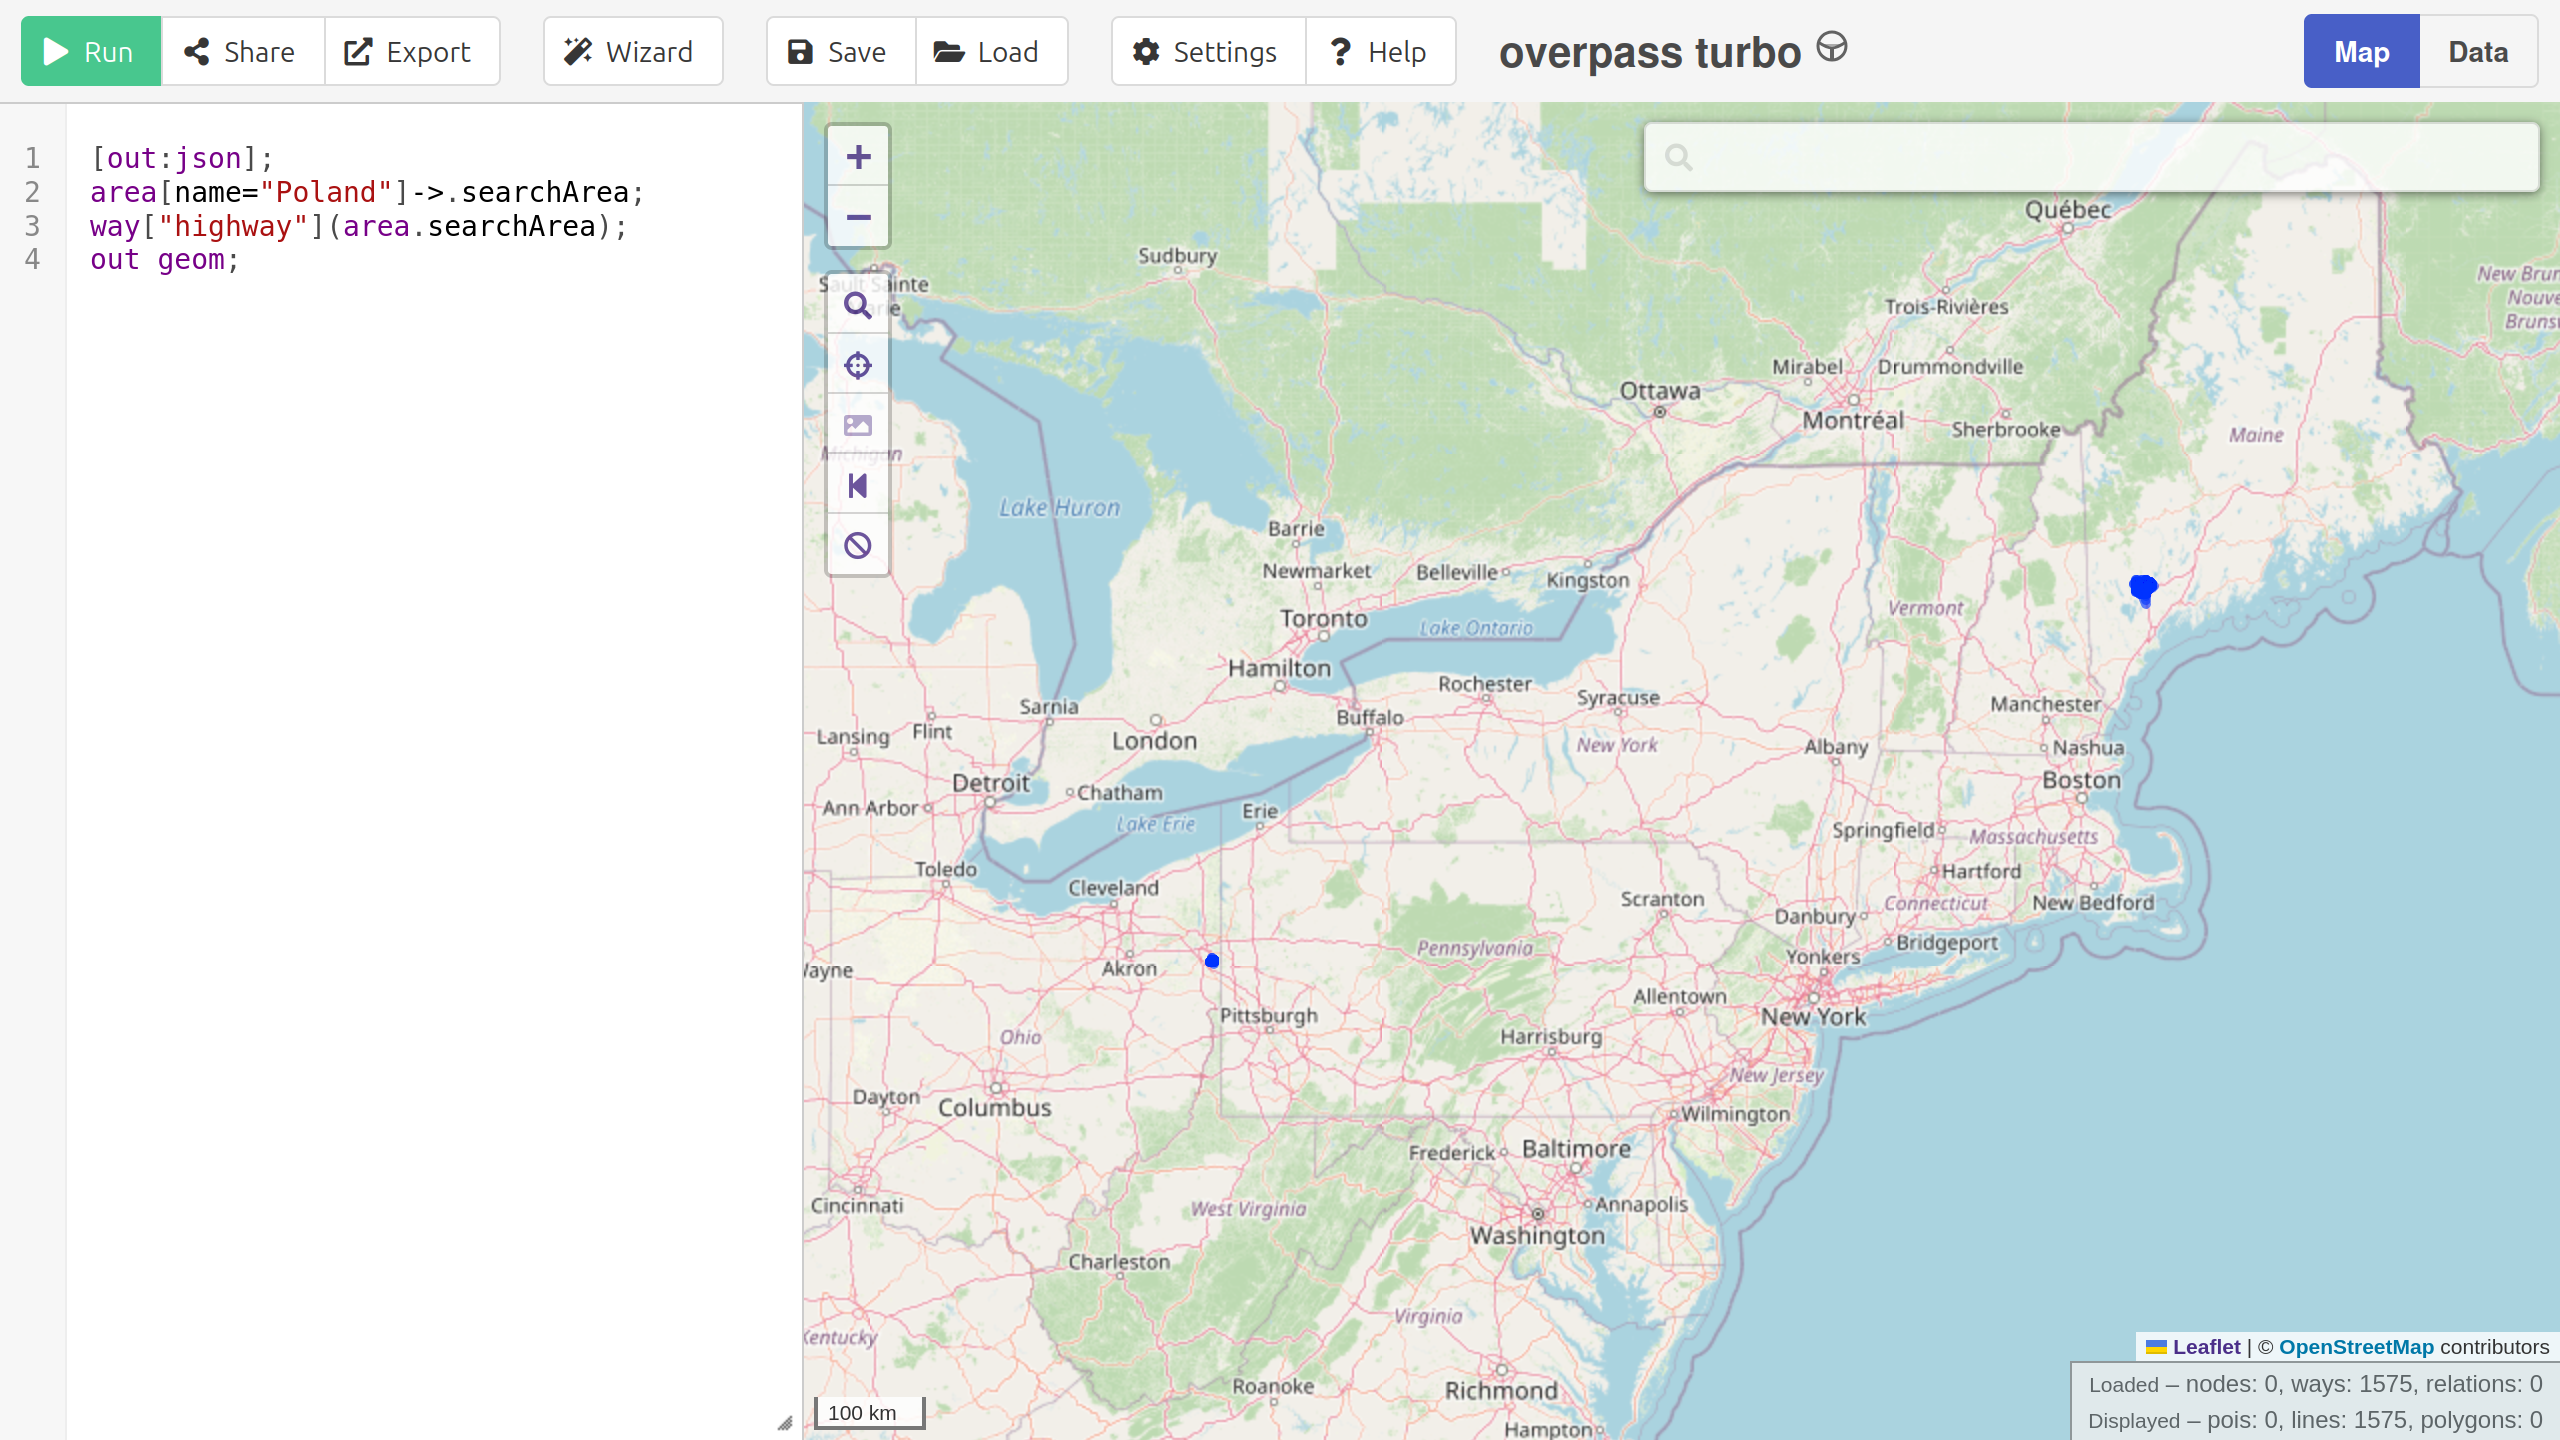 Run Share Export Wizard Save Load Settings Help overpass turbo Map Data
1 [out:json];
2 area[name="Poland"]->.searchArea;
3 way["highway"](area.searchArea);
4 out geom;
+
−
Québec
Sudbury
Sault Sainte
Trois-Rivières
Maine
Mirabel
Drummondville
Ottawa
Montréal
Sherbrooke
Michigan
Lake Huron
Barrie
Newmarket
Belleville
Kingston
Toronto
Lake Ontario
Vermont
Hamilton
Rochester
Syracuse
Sarnia
Buffalo
Manchester
Lansing
Flint
London
New York
Albany
Nashua
Detroit
Boston
Chatham
Ann Arbor
Lake Erie
Erie
Springfield
Massachusetts
Toledo
Cleveland
Scranton
Hartford
Danbury
Connecticut
New Bedford
Pennsylvania
Bridgeport
Akron
Yonkers
Allentown
Pittsburgh
New York
Ohio
Harrisburg
New Jersey
Dayton
Columbus
Wilmington
Frederick
Baltimore
Cincinnati
West Virginia
Annapolis
Washington
Charleston
Virginia
Kentucky
Roanoke
Richmond
Hampton
100 km
Leaflet | © OpenStreetMap contributors
Loaded – nodes: 0, ways: 1575, relations: 0
Displayed – pois: 0, lines: 1575, polygons: 0